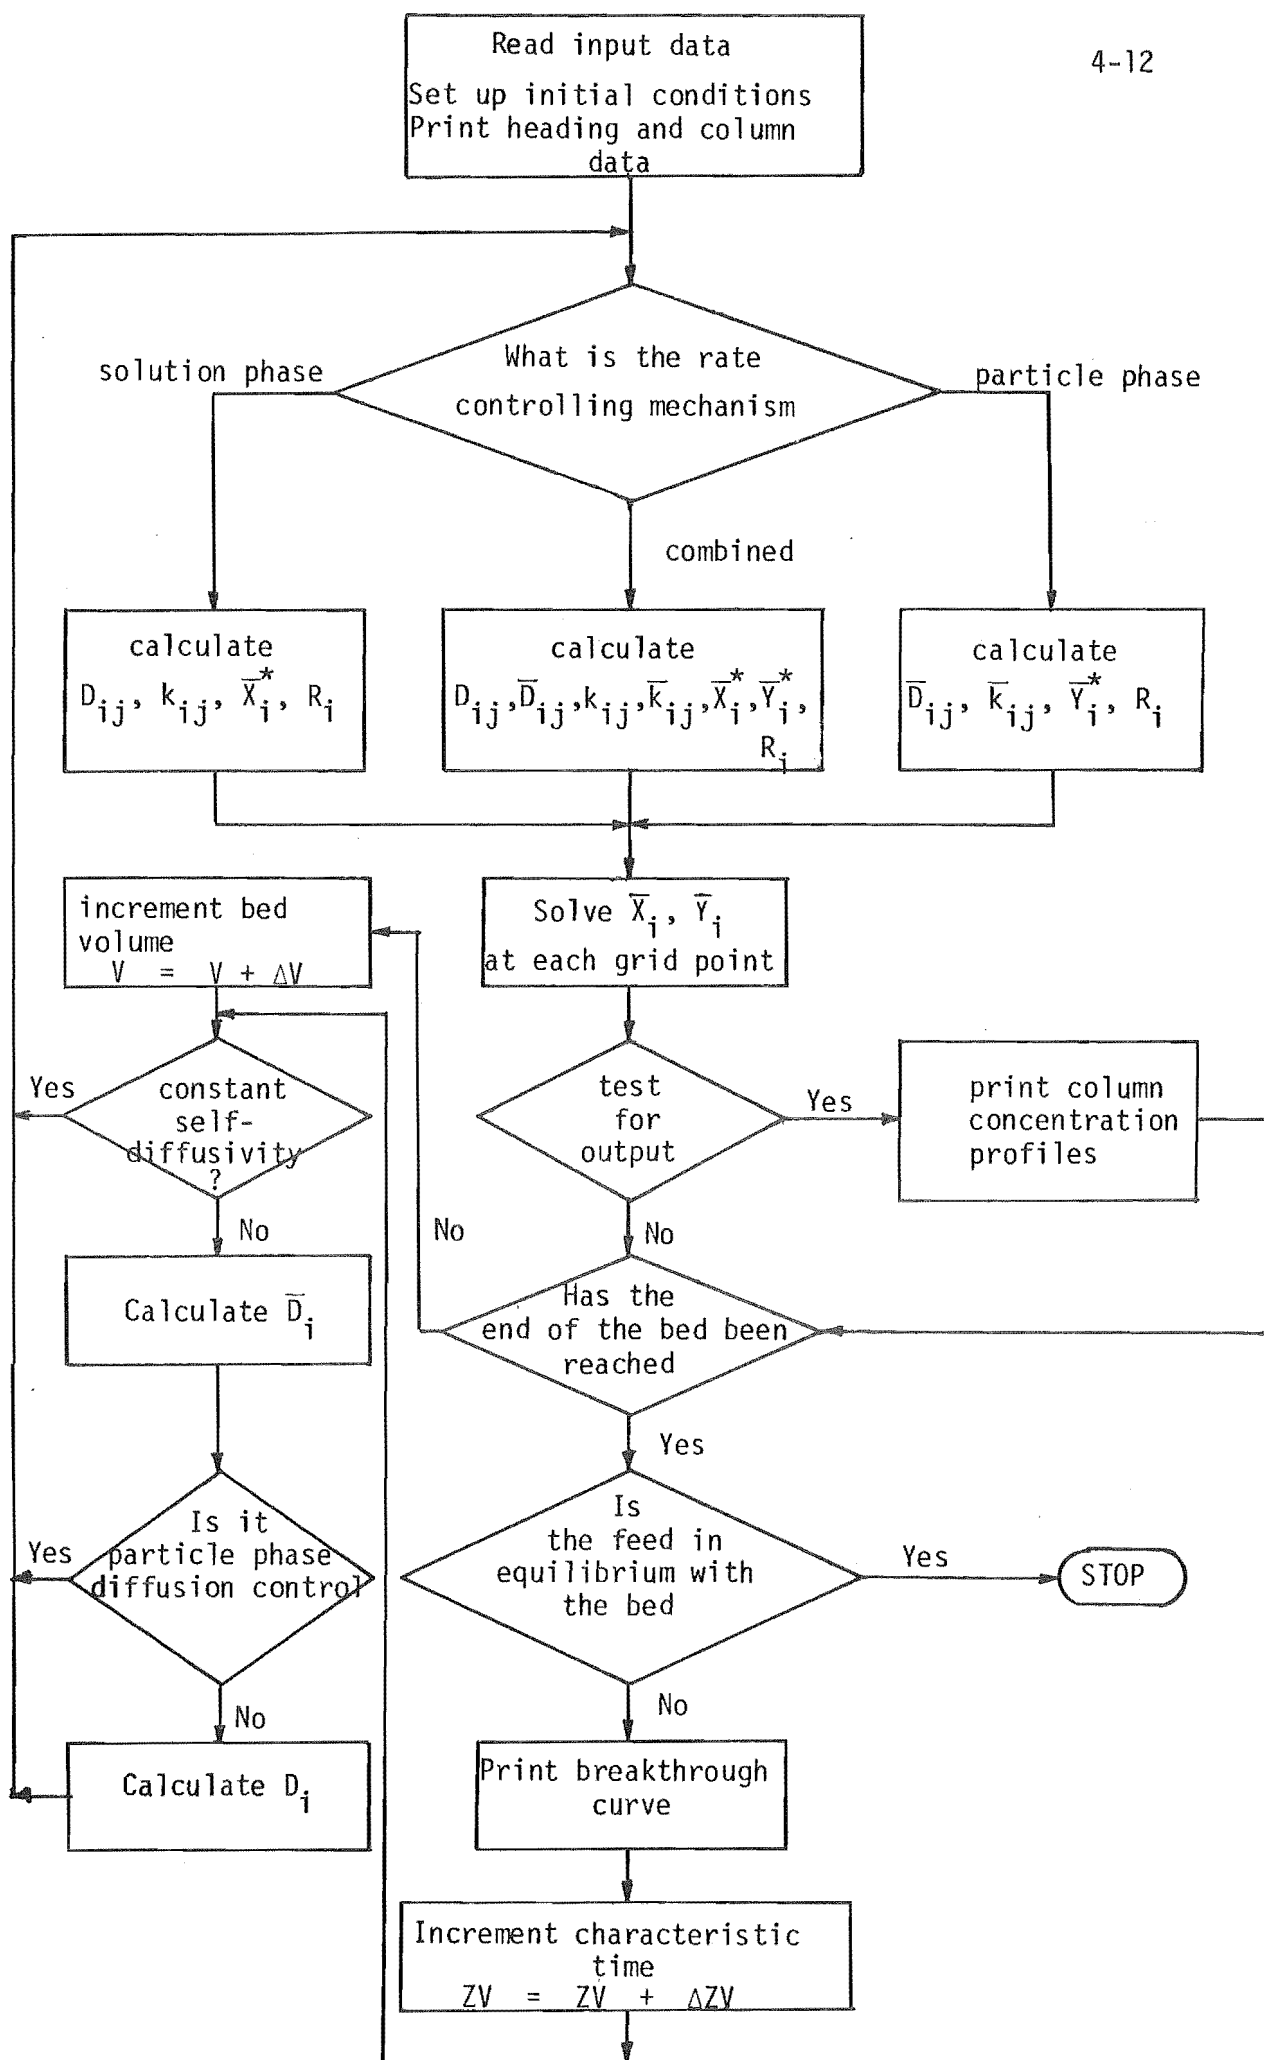 4-12
Read input data
Set up initial conditions
Print heading and column
data
What is the rate
controlling mechanism
solution phase
particle phase
combined
calculate
D_ij, k_ij, X̄_i^*, R_i
calculate
D_ij, D̄_ij, k_ij, k̄_ij, X̄_i^*, Ȳ_i^*,
R_i
calculate
D̄_ij, k̄_ij, Ȳ_i^*, R_i
increment bed
volume
V = V + ΔV
Solve X̄_i, Ȳ_i
at each grid point
Yes
constant
self-
diffusivity
?
No
test
for
output
Yes
print column
concentration
profiles
No
No
Calculate D̄_i
Has the
end of the bed been
reached
Yes
Is it
particle phase
diffusion control
Yes
No
Is
the feed in
equilibrium with
the bed
Yes
STOP
No
Calculate D_i
Print breakthrough
curve
Increment characteristic
time
ZV = ZV + ΔZV